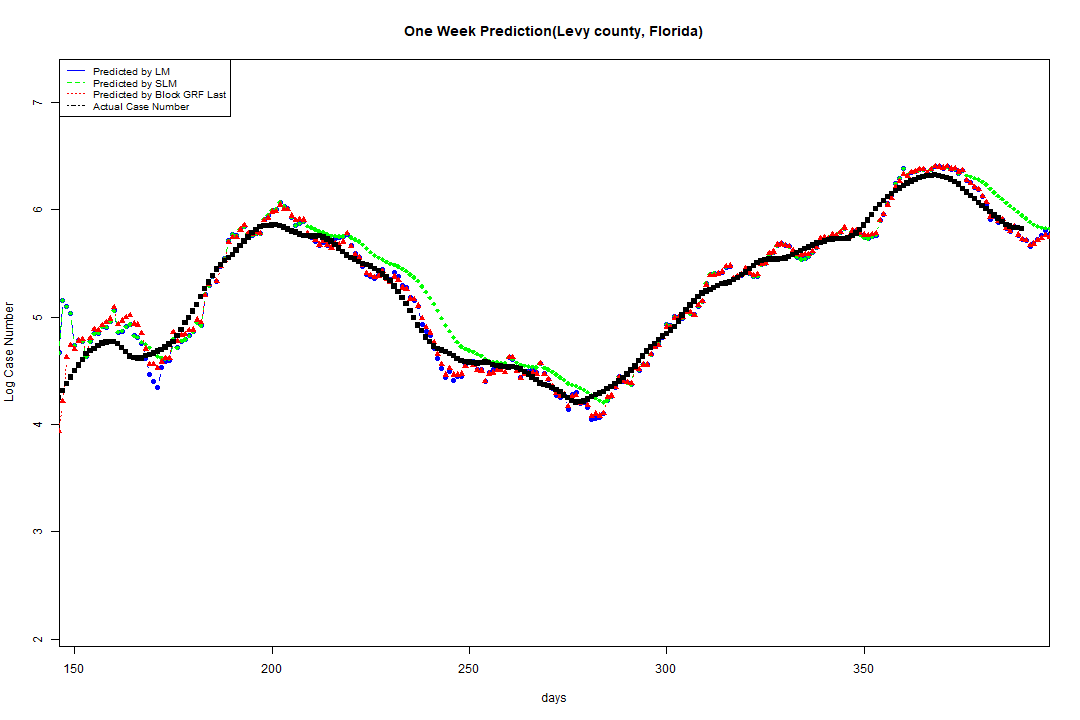 One Week Prediction(Levy county, Florida)
Predicted by LM
Predicted by SLM
Predicted by Block GRF Last
Actual Case Number
7
6
5
4
3
2
Log Case Number
150 200 250 300 350
days